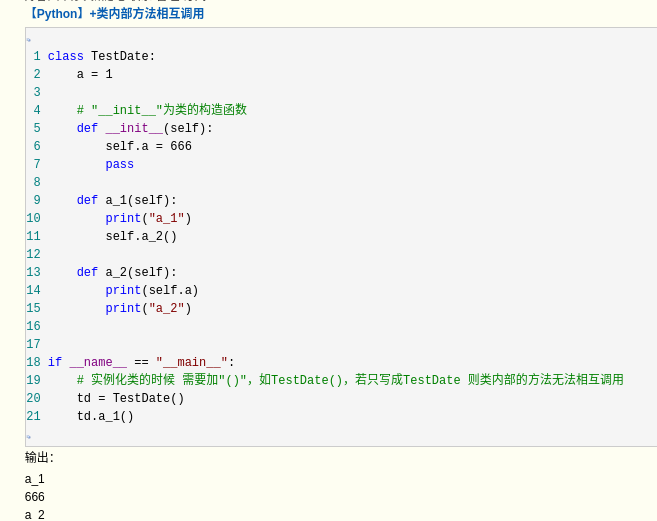 【Python】+类内部方法相互调用
1 class TestDate:
2     a = 1
3
4     # "__init__"为类的构造函数
5     def __init__(self):
6         self.a = 666
7         pass
8
9     def a_1(self):
10         print("a_1")
11         self.a_2()
12
13     def a_2(self):
14         print(self.a)
15         print("a_2")
16
17
18 if __name__ == "__main__":
19     # 实例化类的时候 需要加"()"，如TestDate()，若只写成TestDate 则类内部的方法无法相互调用
20     td = TestDate()
21     td.a_1()
输出：
a_1
666
a_2